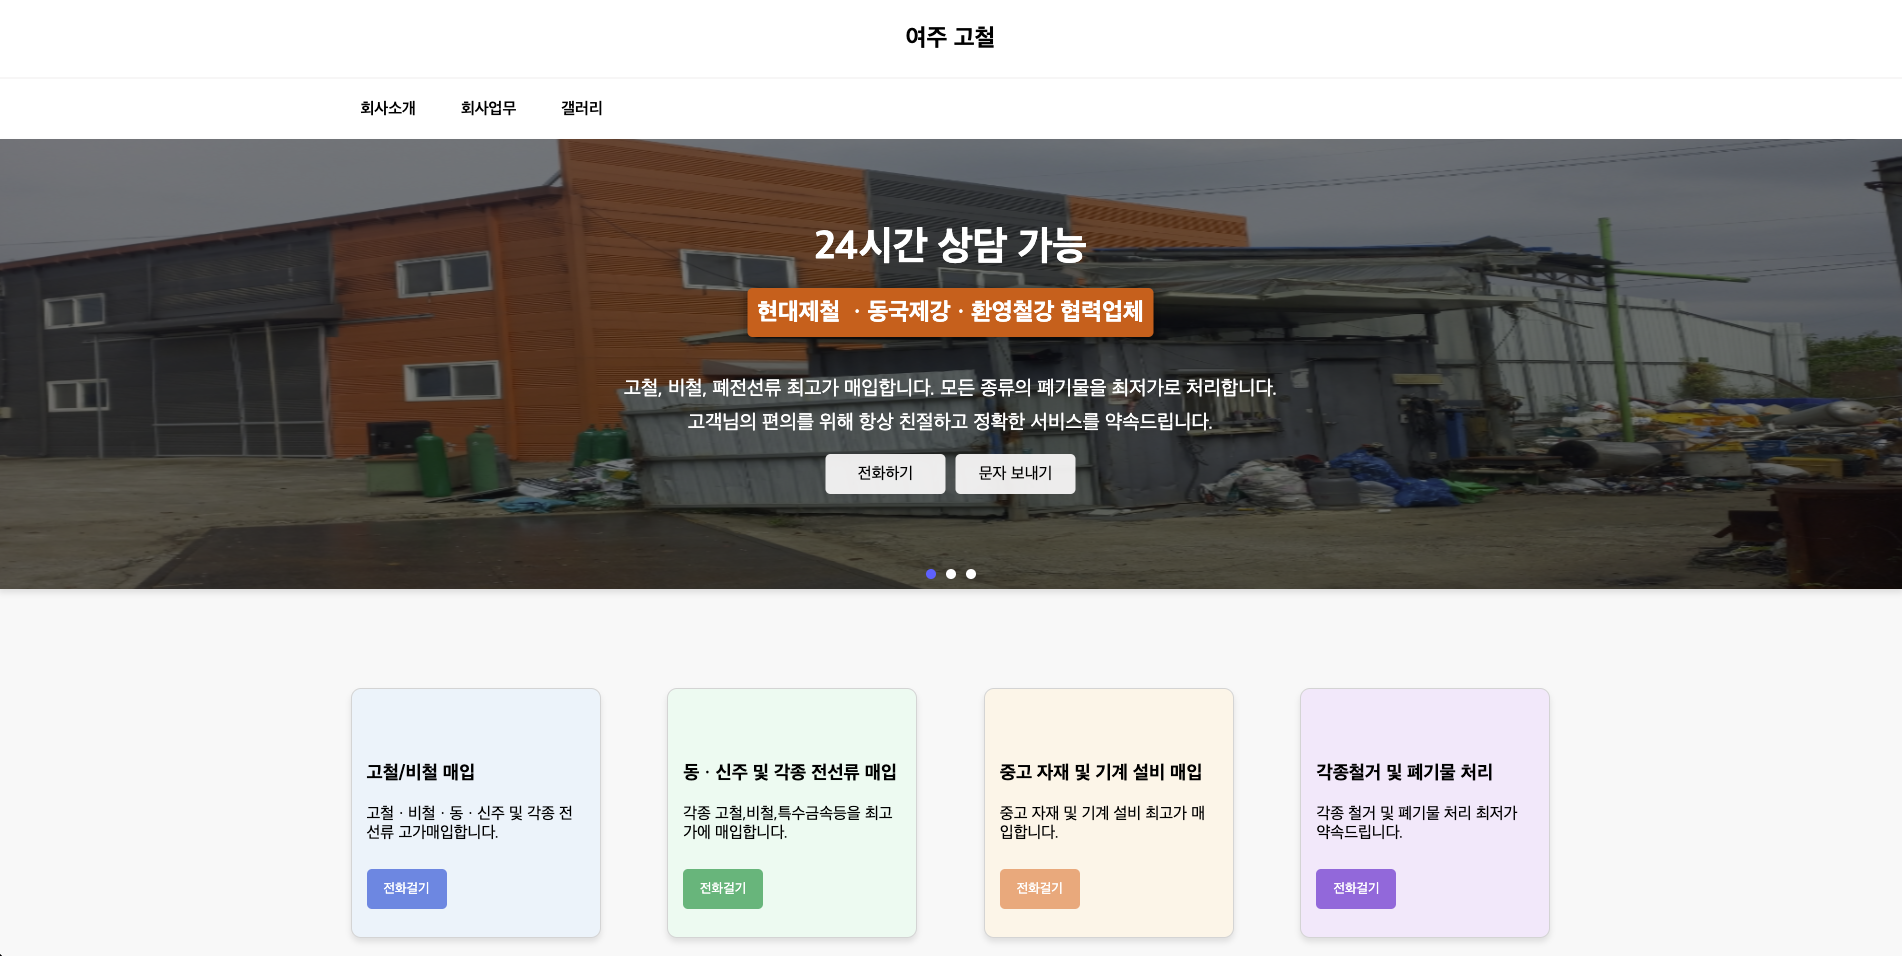 여주 고철
회사소개 회사업무 갤러리
24시간 상담 가능
현대제철 · 동국제강 · 환영철강 협력업체
고철, 비철, 폐전선류 최고가 매입합니다. 모든 종류의 폐기물을 최저가로 처리합니다.
고객님의 편의를 위해 항상 친절하고 정확한 서비스를 약속드립니다.
전화하기 문자 보내기
고철/비철 매입
고철 · 비철 · 동 · 신주 및 각종 전
선류 고가매입합니다.
전화걸기
동 · 신주 및 각종 전선류 매입
각종 고철,비철,특수금속등을 최고
가에 매입합니다.
전화걸기
중고 자재 및 기계 설비 매입
중고 자재 및 기계 설비 최고가 매
입합니다.
전화걸기
각종철거 및 폐기물 처리
각종 철거 및 폐기물 처리 최저가
약속드립니다.
전화걸기